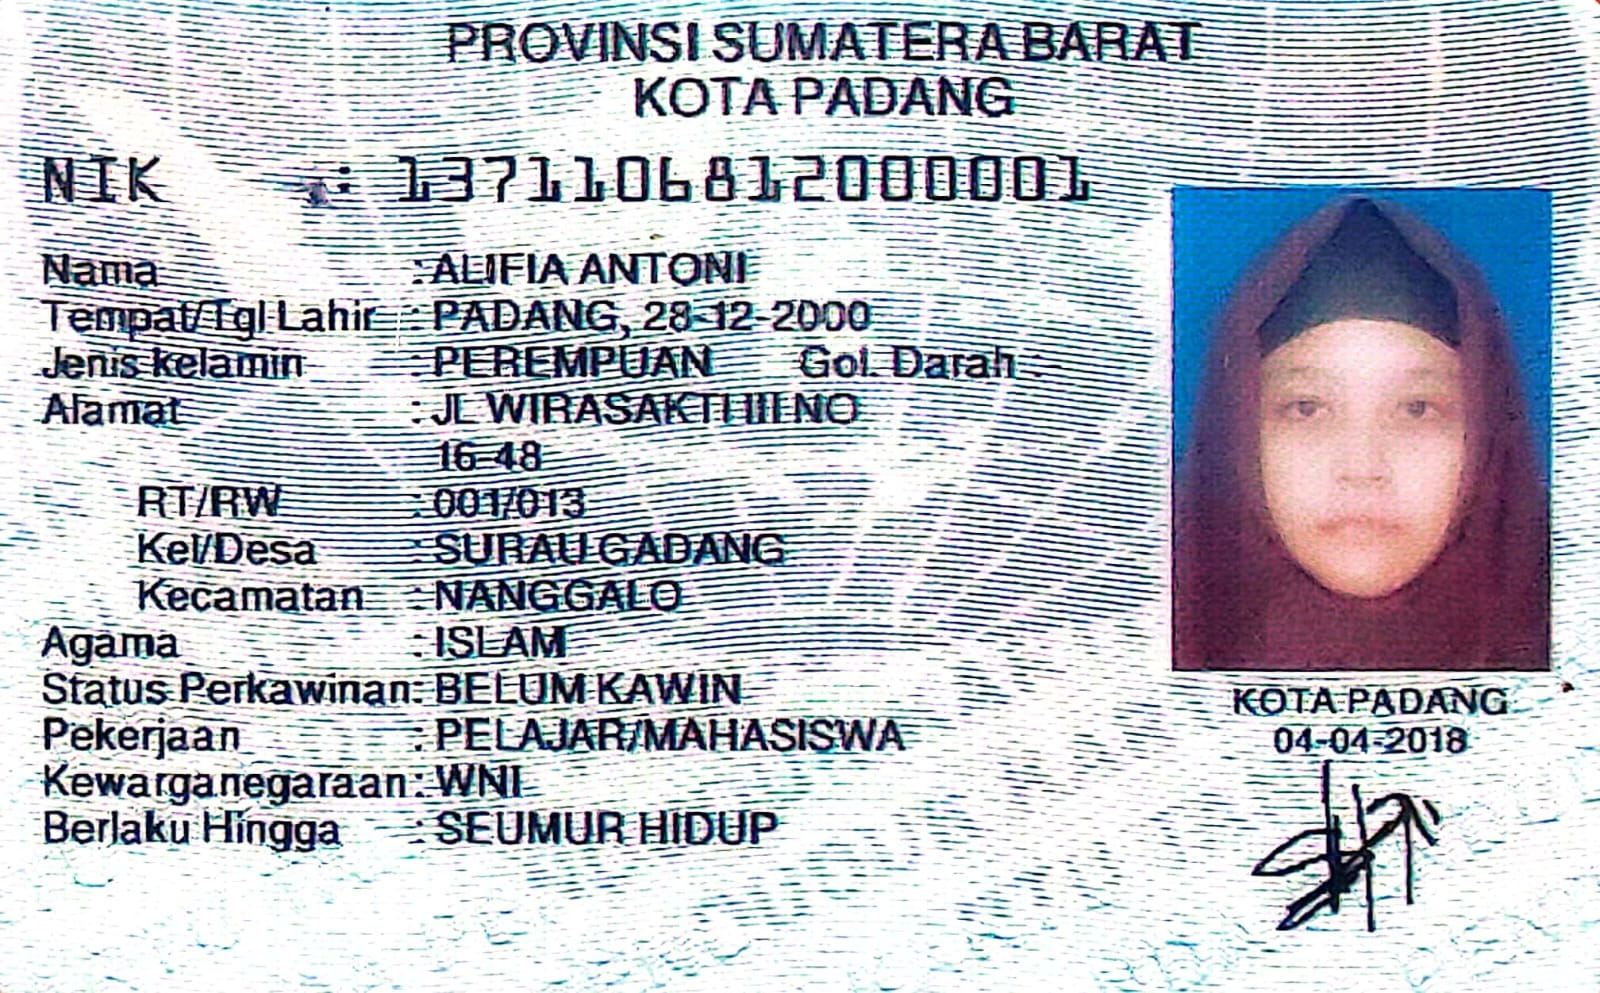 PROVINSI SUMATERA BARAT
KOTA PADANG
NIK : 1371106812000001
Nama : ALIFIA ANTONI
Tempat/Tgl Lahir : PADANG, 28-12-2000
Jenis kelamin : PEREMPUAN Gol. Darah :
Alamat : JL WIRASAKTI III NO
16-48
RT/RW : 001/013
Kel/Desa : SURAU GADANG
Kecamatan : NANGGALO
Agama : ISLAM
Status Perkawinan: BELUM KAWIN
Pekerjaan : PELAJAR/MAHASISWA
Kewarganegaraan: WNI
Berlaku Hingga : SEUMUR HIDUP
KOTA PADANG
04-04-2018